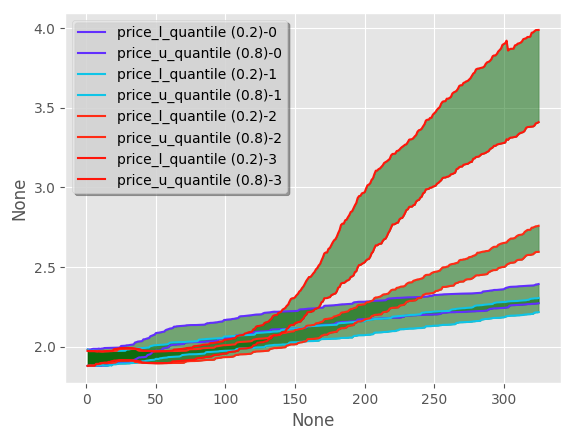 4.0
3.5
3.0
2.5
2.0
None
price_l_quantile (0.2)-0
price_u_quantile (0.8)-0
price_l_quantile (0.2)-1
price_u_quantile (0.8)-1
price_l_quantile (0.2)-2
price_u_quantile (0.8)-2
price_l_quantile (0.2)-3
price_u_quantile (0.8)-3
0 50 100 150 200 250 300
None